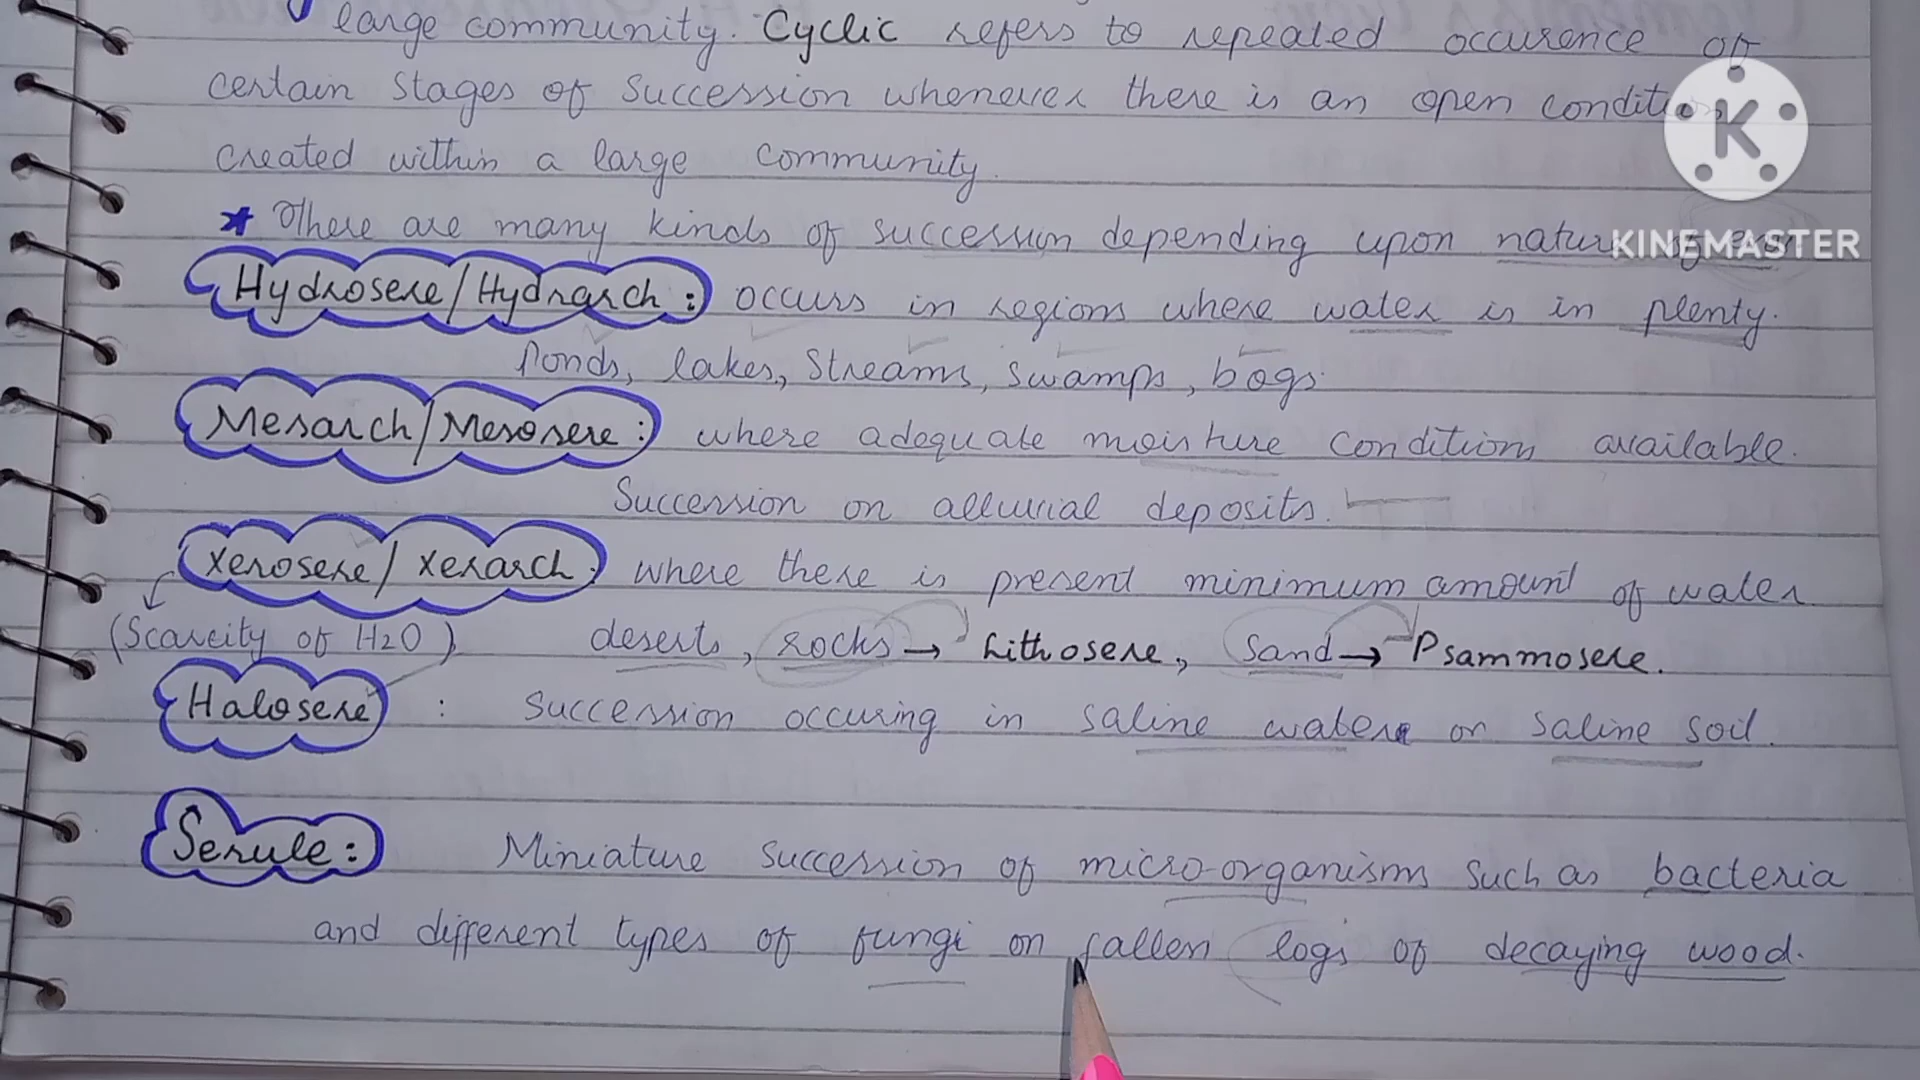 large community. Cyclic refers to repeated occurence of
certain stages of succession whenever there is an open condition
created within a large community.
K
* There are many kinds of succession depending upon nature of
KINEMASTER
Hydrosere/Hydrarch: occurs in regions where water is in plenty.
Ponds, lakes, streams, swamps, bogs.
Mesarch/Mesosere: where adequate moisture conditions available.
Succession on alluvial deposits.
Xerosere/Xerarch: where there is present minimum amount of water
(Scarcity of H2O) deserts, rocks → Lithosere, Sand → Psammosere.
Halosere : Succession occuring in saline water or saline soil.
Serule: Miniature succession of micro-organisms such as bacteria
and different types of fungi on fallen logs of decaying wood.